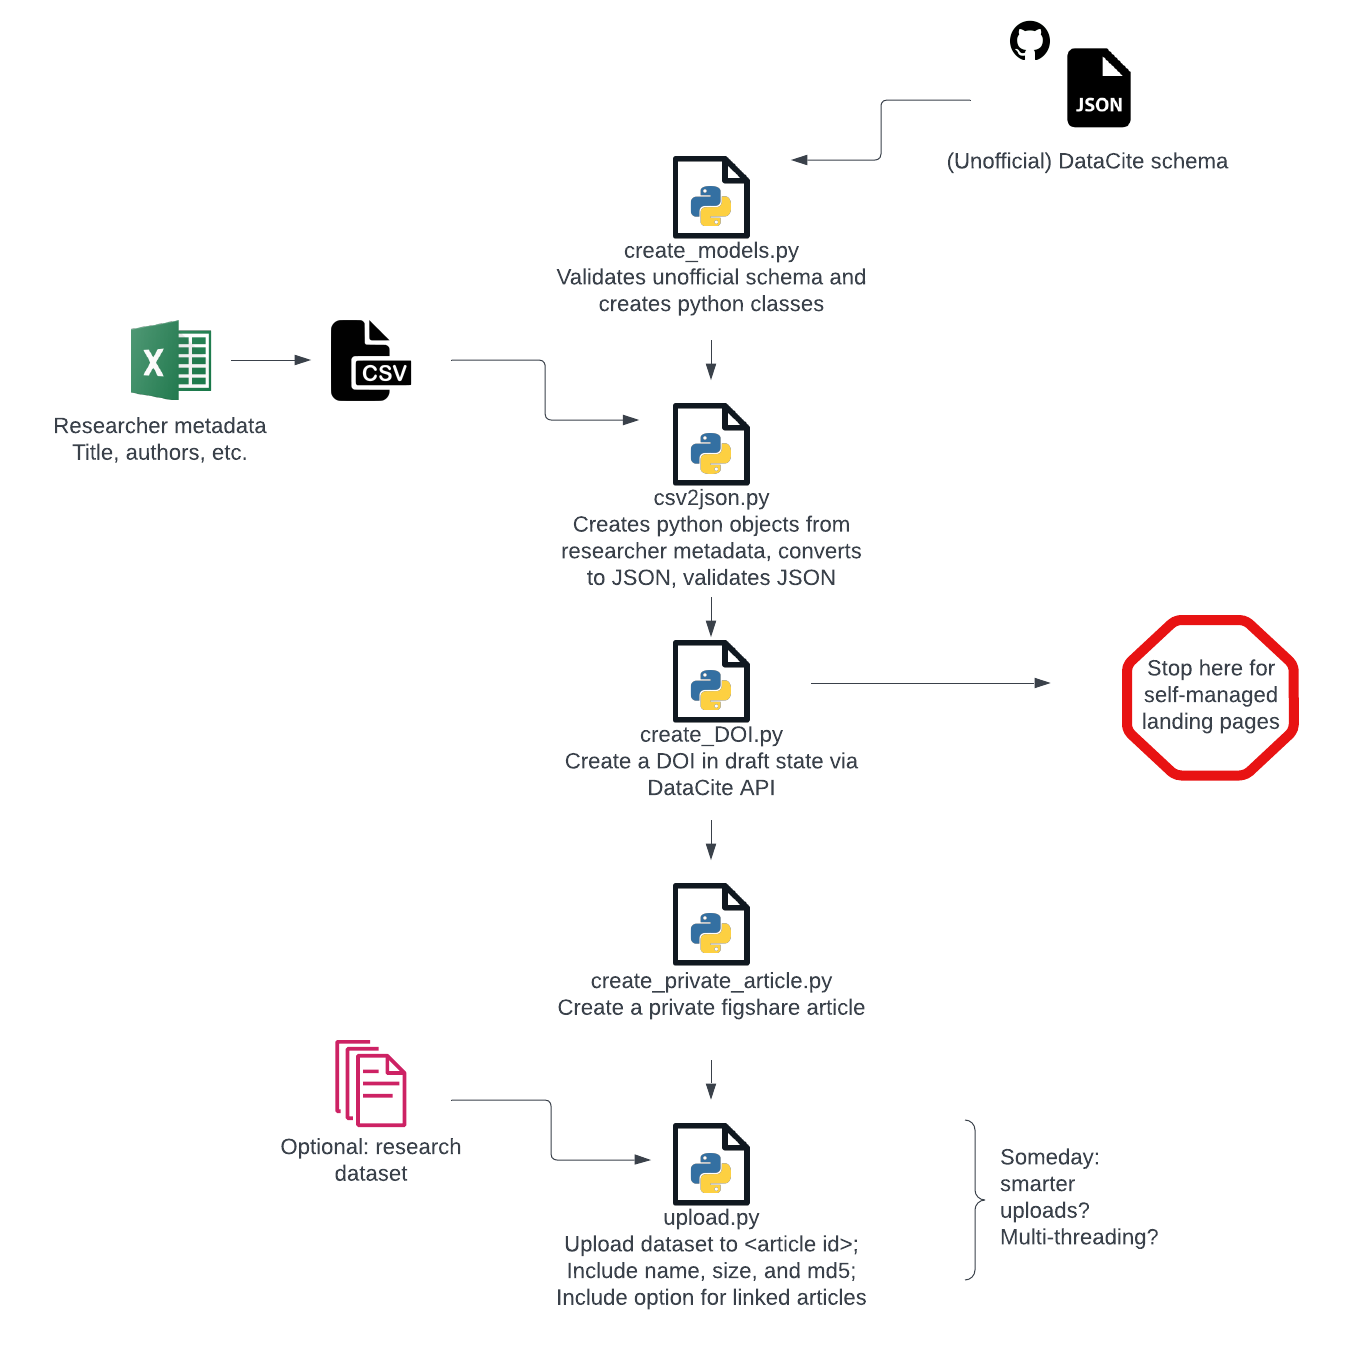 JSON
(Unofficial) DataCite schema
create_models.py
Validates unofficial schema and
creates python classes
X
CSV
Researcher metadata
Title, authors, etc.
csv2json.py
Creates python objects from
researcher metadata, converts
to JSON, validates JSON
Stop here for
self-managed
landing pages
create_DOI.py
Create a DOI in draft state via
DataCite API
create_private_article.py
Create a private figshare article
Optional: research
dataset
upload.py
Upload dataset to <article id>;
Include name, size, and md5;
Include option for linked articles
Someday:
smarter
uploads?
Multi-threading?